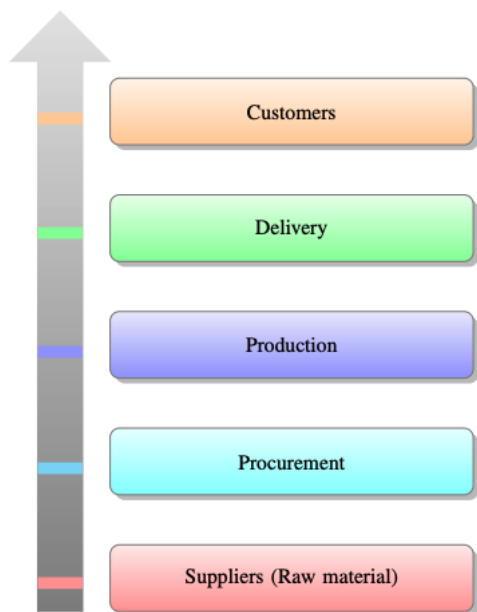 Customers
Delivery
Production
Procurement
Suppliers (Raw material)